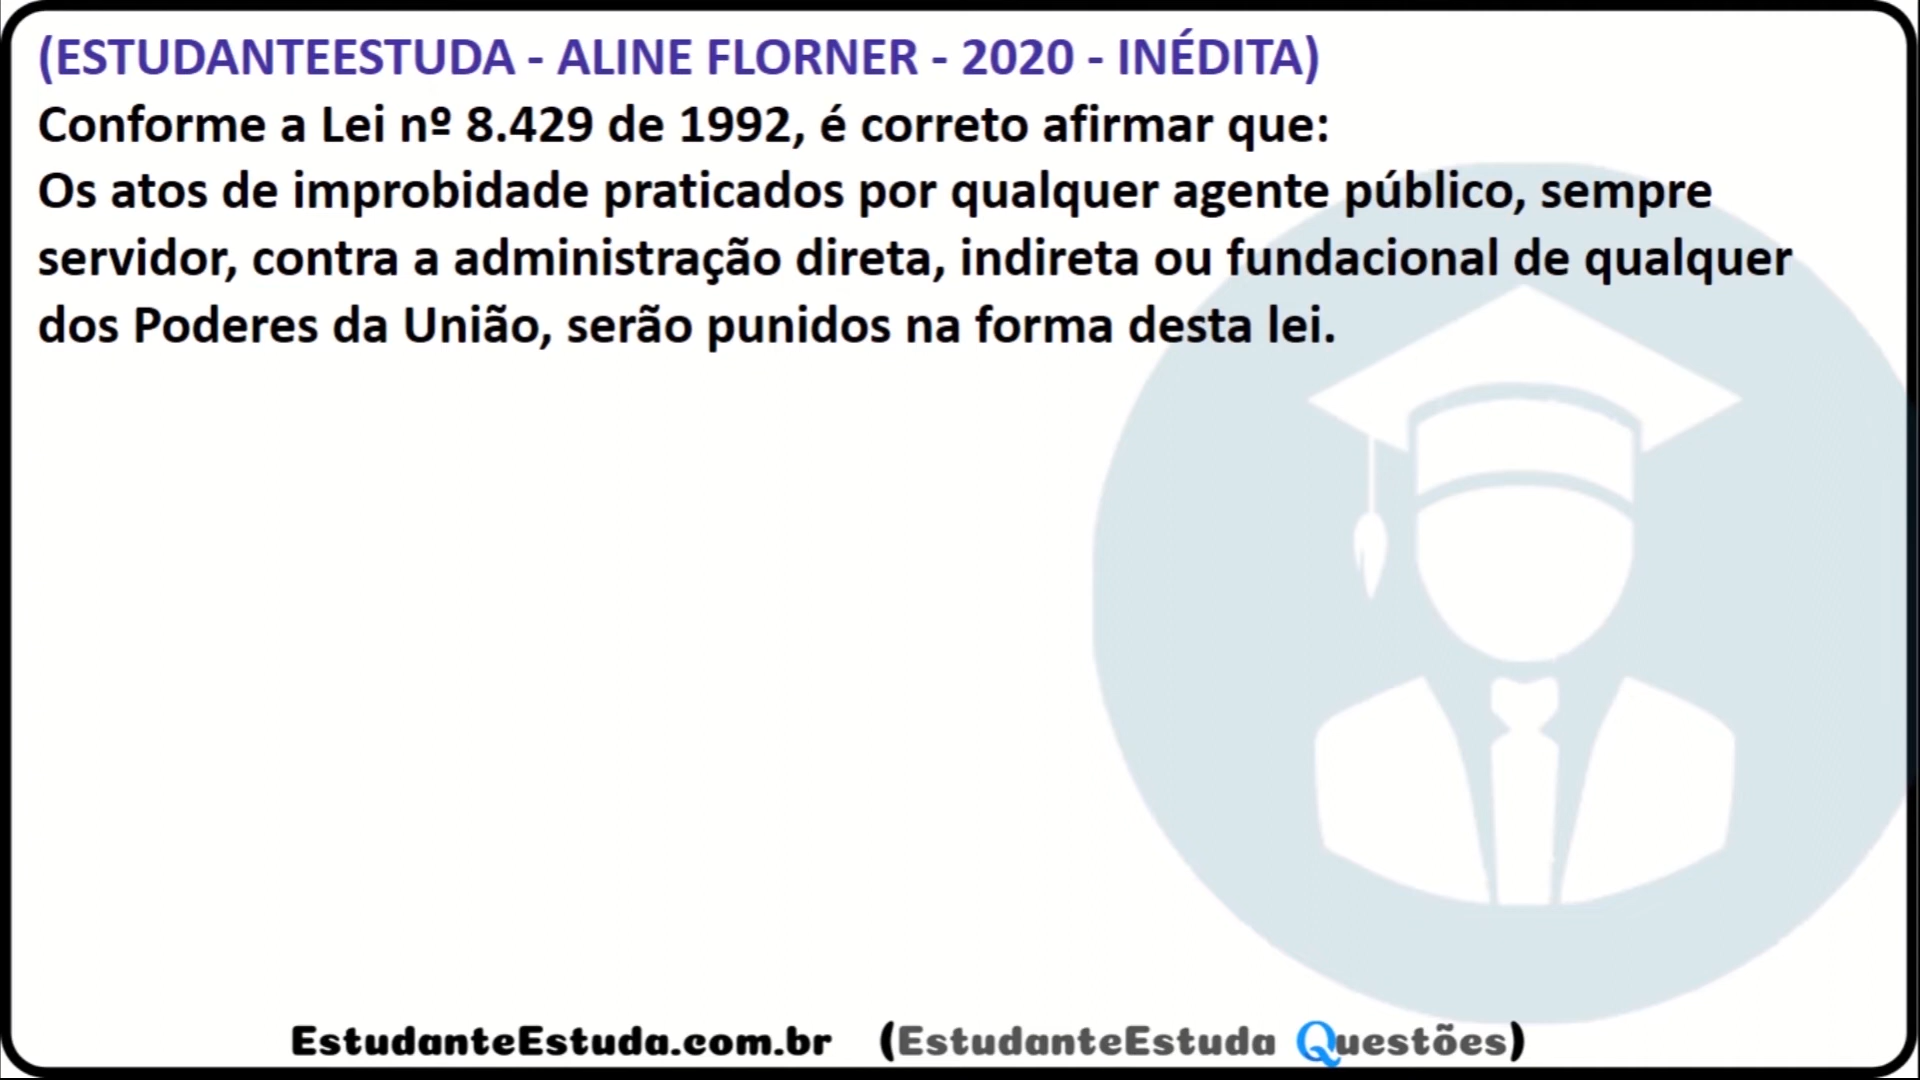 (ESTUDANTEESTUDA - ALINE FLORNER - 2020 - INÉDITA)
Conforme a Lei nº 8.429 de 1992, é correto afirmar que:
Os atos de improbidade praticados por qualquer agente público, sempre
servidor, contra a administração direta, indireta ou fundacional de qualquer
dos Poderes da União, serão punidos na forma desta lei.
EstudanteEstuda.com.br (EstudanteEstuda Questões)